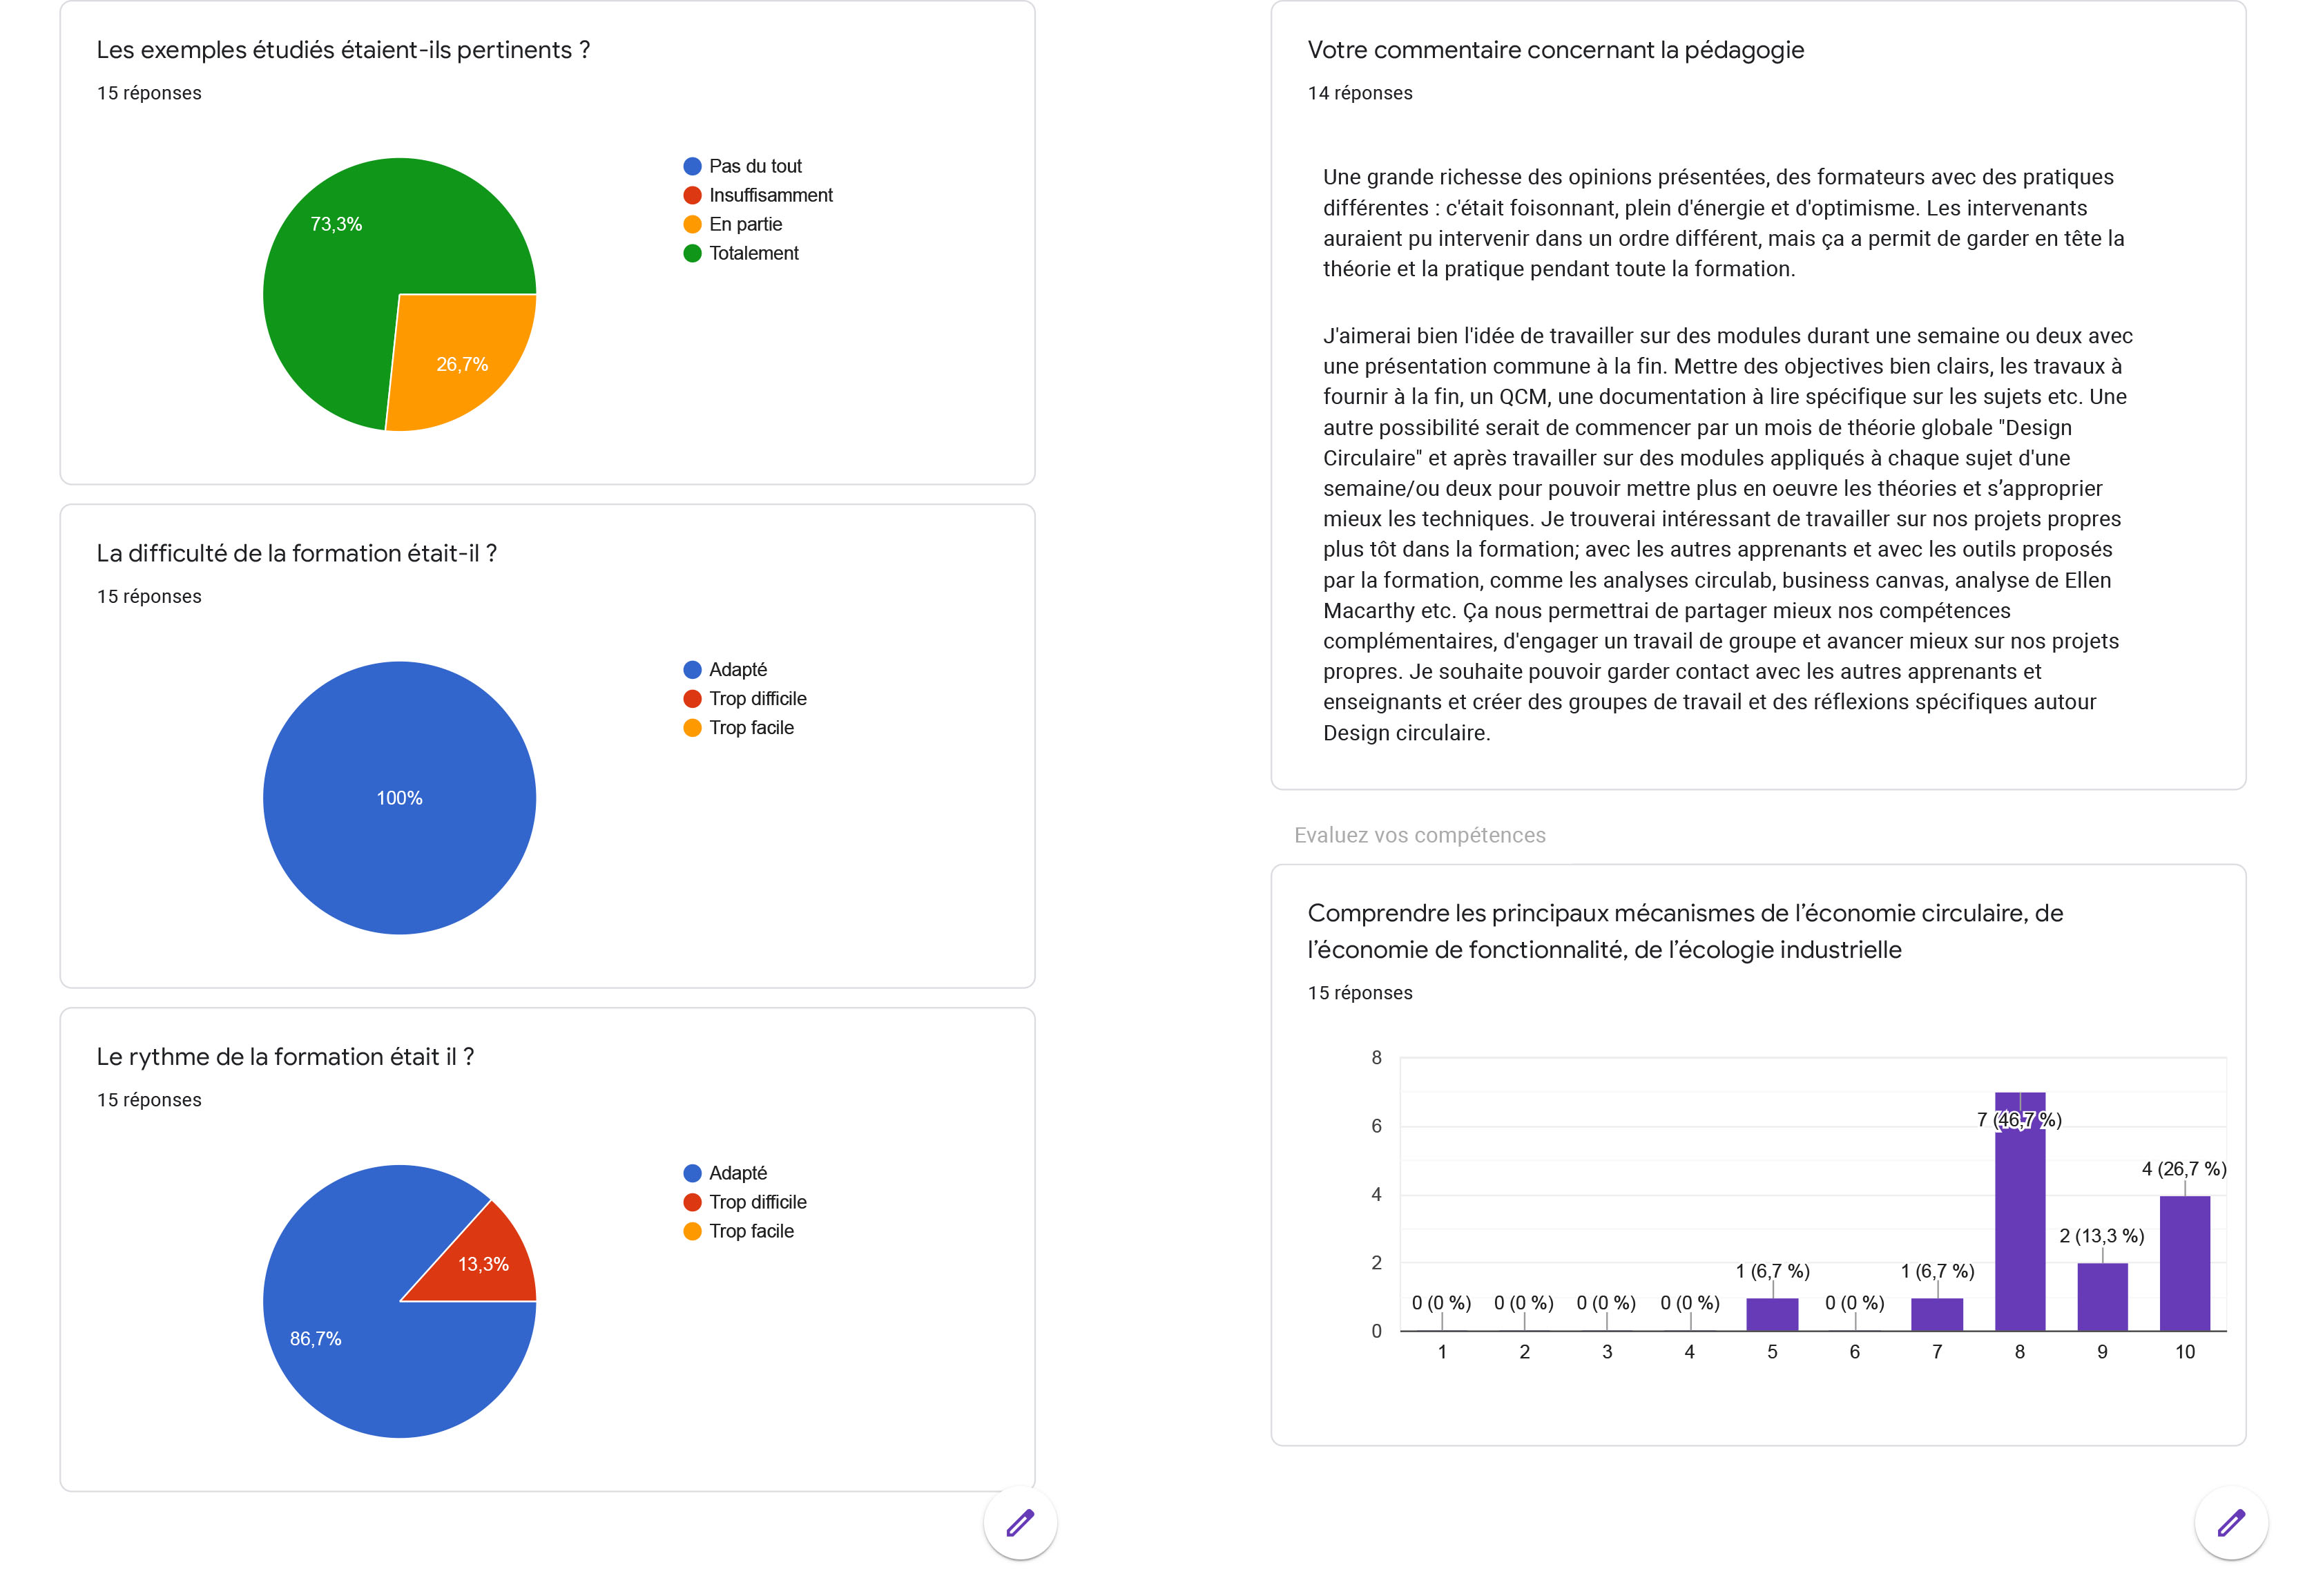 Les exemples étudiés étaient-ils pertinents ?
15 réponses
73,3%
26,7%
Pas du tout
Insuffisamment
En partie
Totalement
La difficulté de la formation était-il ?
15 réponses
100%
Adapté
Trop difficile
Trop facile
Le rythme de la formation était il ?
15 réponses
13,3%
86,7%
Adapté
Trop difficile
Trop facile
Votre commentaire concernant la pédagogie
14 réponses
Une grande richesse des opinions présentées, des formateurs avec des pratiques
différentes : c'était foisonnant, plein d'énergie et d'optimisme. Les intervenants
auraient pu intervenir dans un ordre différent, mais ça a permit de garder en tête la
théorie et la pratique pendant toute la formation.
J'aimerai bien l'idée de travailler sur des modules durant une semaine ou deux avec
une présentation commune à la fin. Mettre des objectives bien clairs, les travaux à
fournir à la fin, un QCM, une documentation à lire spécifique sur les sujets etc. Une
autre possibilité serait de commencer par un mois de théorie globale "Design
Circulaire" et après travailler sur des modules appliqués à chaque sujet d'une
semaine/ou deux pour pouvoir mettre plus en oeuvre les théories et s’approprier
mieux les techniques. Je trouverai intéressant de travailler sur nos projets propres
plus tôt dans la formation; avec les autres apprenants et avec les outils proposés
par la formation, comme les analyses circulab, business canvas, analyse de Ellen
Macarthy etc. Ça nous permettrai de partager mieux nos compétences
complémentaires, d'engager un travail de groupe et avancer mieux sur nos projets
propres. Je souhaite pouvoir garder contact avec les autres apprenants et
enseignants et créer des groupes de travail et des réflexions spécifiques autour
Design circulaire.
Evaluez vos compétences
Comprendre les principaux mécanismes de l’économie circulaire, de
l’économie de fonctionnalité, de l’écologie industrielle
15 réponses
8
6
4
2
0
0 (0 %) 0 (0 %) 0 (0 %) 0 (0 %) 1 (6,7 %) 0 (0 %) 1 (6,7 %) 7 (46,7 %) 2 (13,3 %) 4 (26,7 %)
1 2 3 4 5 6 7 8 9 10